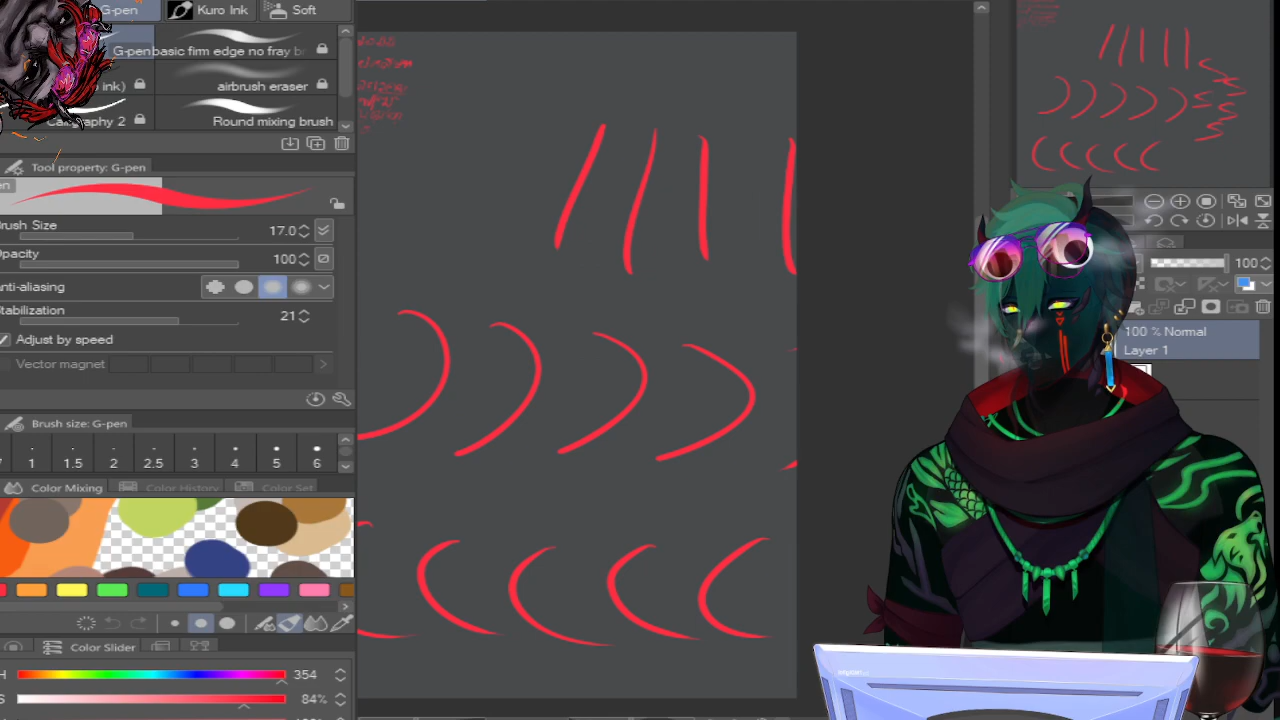 G-pen Kuro Ink Soft
G-pen basic firm edge no fray
ink) airbrush eraser
Calligraphy 2 Round mixing brush
Tool property: G-pen
Brush Size 17.0
Opacity 100
Anti-aliasing
Stabilization 21
Adjust by speed
Vector magnet
Brush size: G-pen
1 1.5 2 2.5 3 4 5 6
Color Mixing Color History Color Set
Color Slider
H 354
S 84%
100
100 % Normal
Layer 1